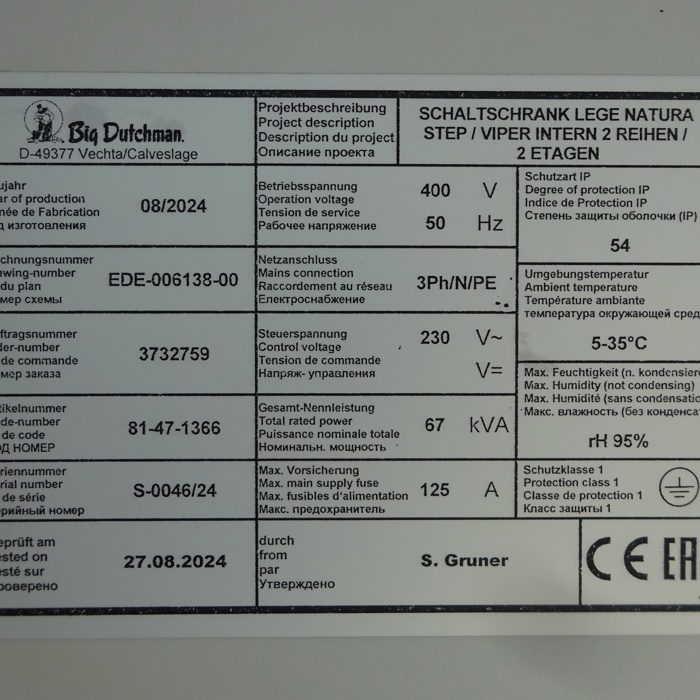 Big Dutchman.
D-49377 Vechta/Calveslage
Projektbeschreibung
Project description
Description du project
Описание проекта
SCHALTSCHRANK LEGE NATURA
STEP / VIPER INTERN 2 REIHEN /
2 ETAGEN
ujahr
ar of production
née de Fabrication
д изготовления
08/2024
Betriebsspannung
Operation voltage
Tension de service
Рабочее напряжение
400 V
50 Hz
Schutzart IP
Degree of protection IP
Indice de Protection IP
Степень защиты оболочки (IP)
54
chnungsnummer
wing-number
du plan
мер схемы
EDE-006138-00
Netzanschluss
Mains connection
Raccordement au réseau
Електроснабжение
3Ph/N/PE
Umgebungstemperatur
Ambient temperature
Température ambiante
температура окружающей сред
5-35°C
ftragsnummer
der-number
de commande
мер заказа
3732759
Steuerspannung
Control voltage
Tension de commande
Напряж- управления
230 V~
V=
Max. Feuchtigkeit (n. kondensier
Max. Humidity (not condensing)
Max. Humidité (sans condensatio
Макс. влажность (без конденса
rH 95%
tikelnummer
de-number
de code
ОД НОМЕР
81-47-1366
Gesamt-Nennleistung
Total rated power
Puissance nominale totale
Номинальн. мощность
67 kVA
riennummer
rial number
de série
рийный номер
S-0046/24
Max. Vorsicherung
Max. main supply fuse
Max. fusibles d'alimentation
Макс. предохранитель
125 A
Schutzklasse 1
Protection class 1
Classe de protection 1
Класс защиты 1
eprüft am
ested on
esté sur
роверено
27.08.2024
durch
from
par
Утверждено
S. Gruner
CE EAC